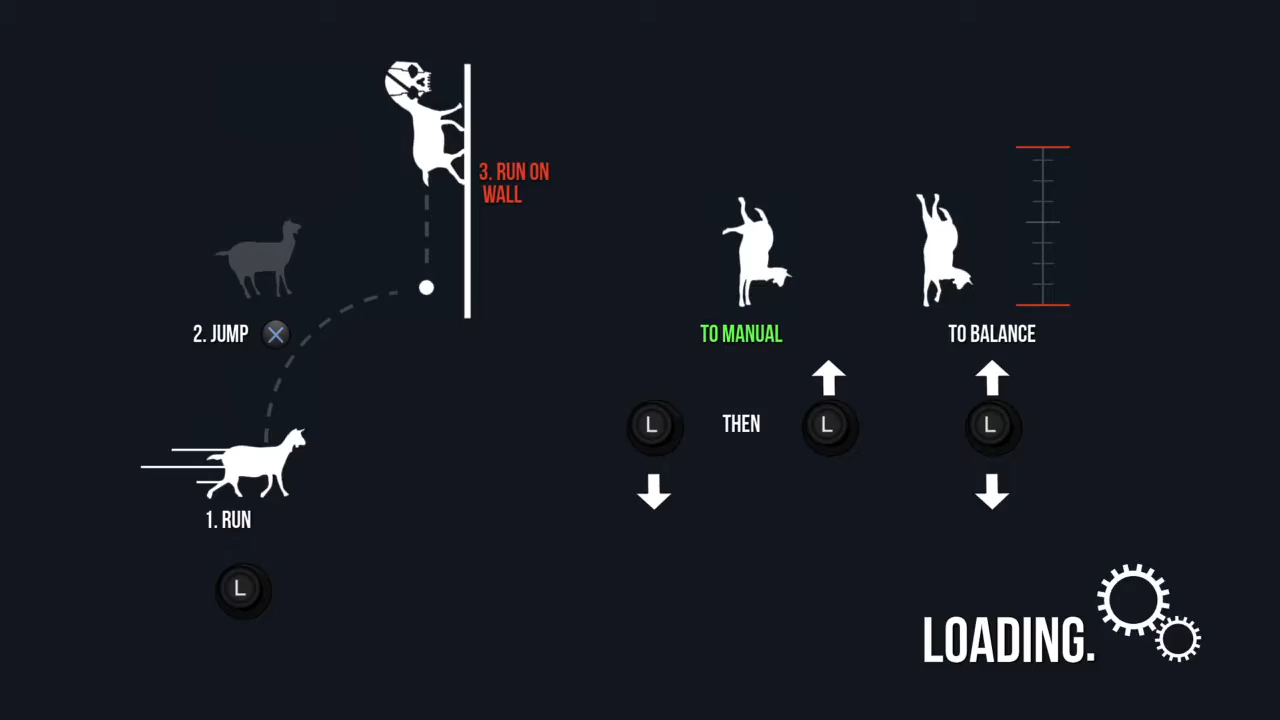 3. RUN ON
WALL
2. JUMP
1. RUN
L
TO MANUAL
TO BALANCE
L THEN L
L
LOADING.